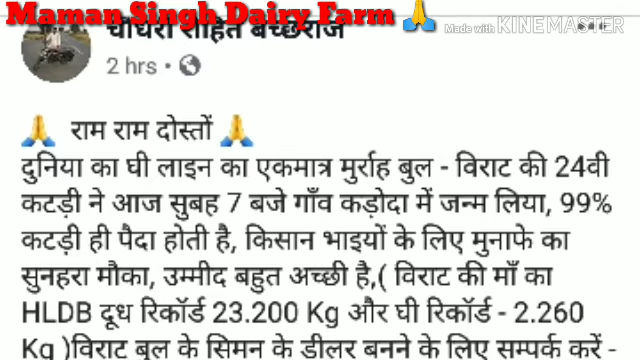 Maman Singh Dairy Farm 🙏
Made with KINEMASTER
चौधरी रोहित बच्छराज
2 hrs •
🙏 राम राम दोस्तों 🙏
दुनिया का घी लाइन का एकमात्र मुर्राह बुल - विराट की 24वी
कटड़ी ने आज सुबह 7 बजे गाँव कड़ोदा में जन्म लिया, 99%
कटड़ी ही पैदा होती है, किसान भाइयों के लिए मुनाफे का
सुनहरा मौका, उम्मीद बहुत अच्छी है,( विराट की माँ का
HLDB दूध रिकॉर्ड 23.200 Kg और घी रिकॉर्ड - 2.260
Kg )विराट बुल के सिमन के डीलर बनने के लिए सम्पर्क करें -